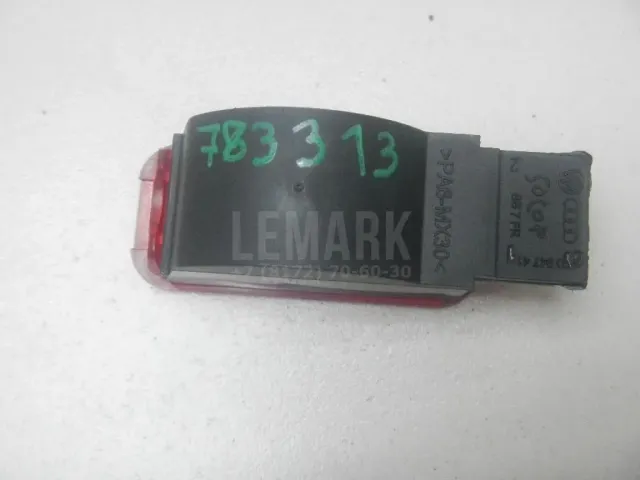 783 3 13
LEMARK
+7 (8172) 70-60-30
>PA6-MX30<